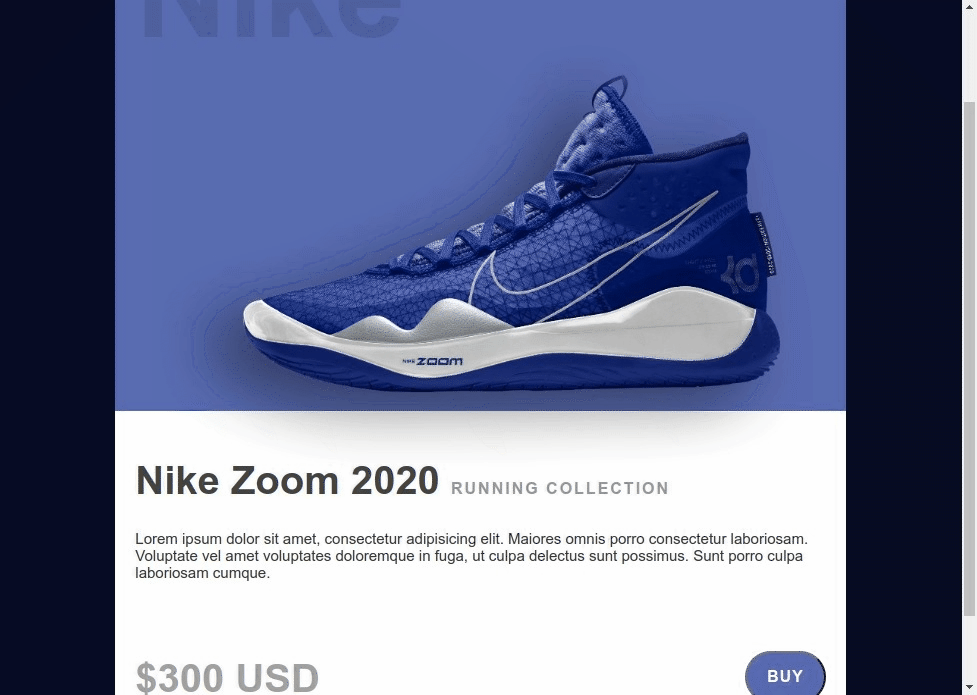 Nike
kd
NIKE ZOOM
Nike Zoom 2020 RUNNING COLLECTION
Lorem ipsum dolor sit amet, consectetur adipisicing elit. Maiores omnis porro consectetur laboriosam.
Voluptate vel amet voluptates doloremque in fuga, ut culpa delectus sunt possimus. Sunt porro culpa
laboriosam cumque.
$300 USD
BUY